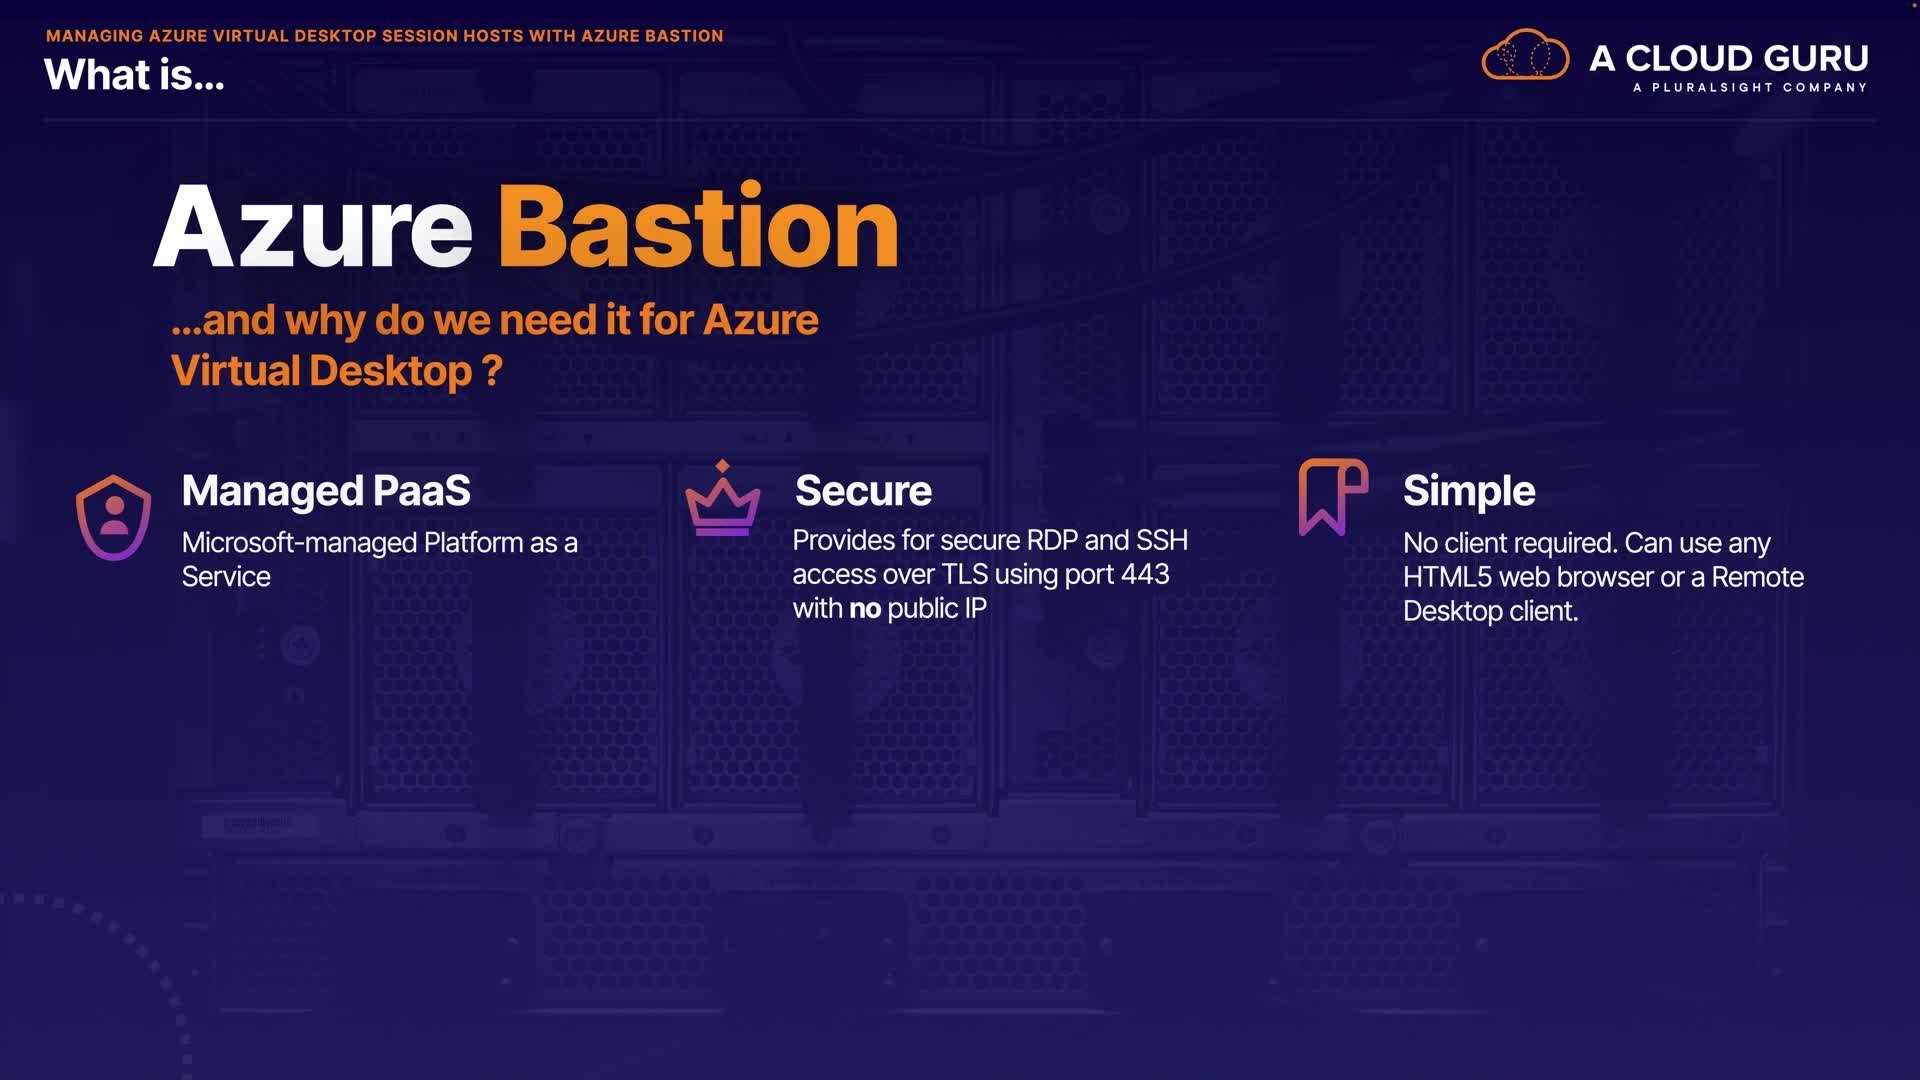 MANAGING AZURE VIRTUAL DESKTOP SESSION HOSTS WITH AZURE BASTION
What is...
A CLOUD GURU
A PLURALSIGHT COMPANY
Azure Bastion
...and why do we need it for Azure
Virtual Desktop ?
Managed PaaS
Microsoft-managed Platform as a
Service
Secure
Provides for secure RDP and SSH
access over TLS using port 443
with no public IP
Simple
No client required. Can use any
HTML5 web browser or a Remote
Desktop client.